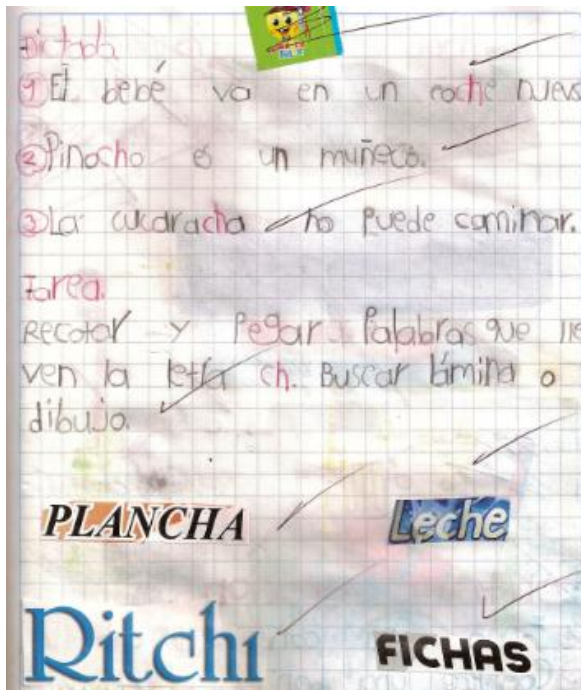 Dictado
① El bebé va en un coche nuevo
② Pinocho es un muñeco.
③ La cucaracha no puede caminar.
Tarea.
Recotar y Pegar Palabras que lle
ven la letra ch. Buscar lámina o
dibujo.
PLANCHA Leche
Ritchi FICHAS